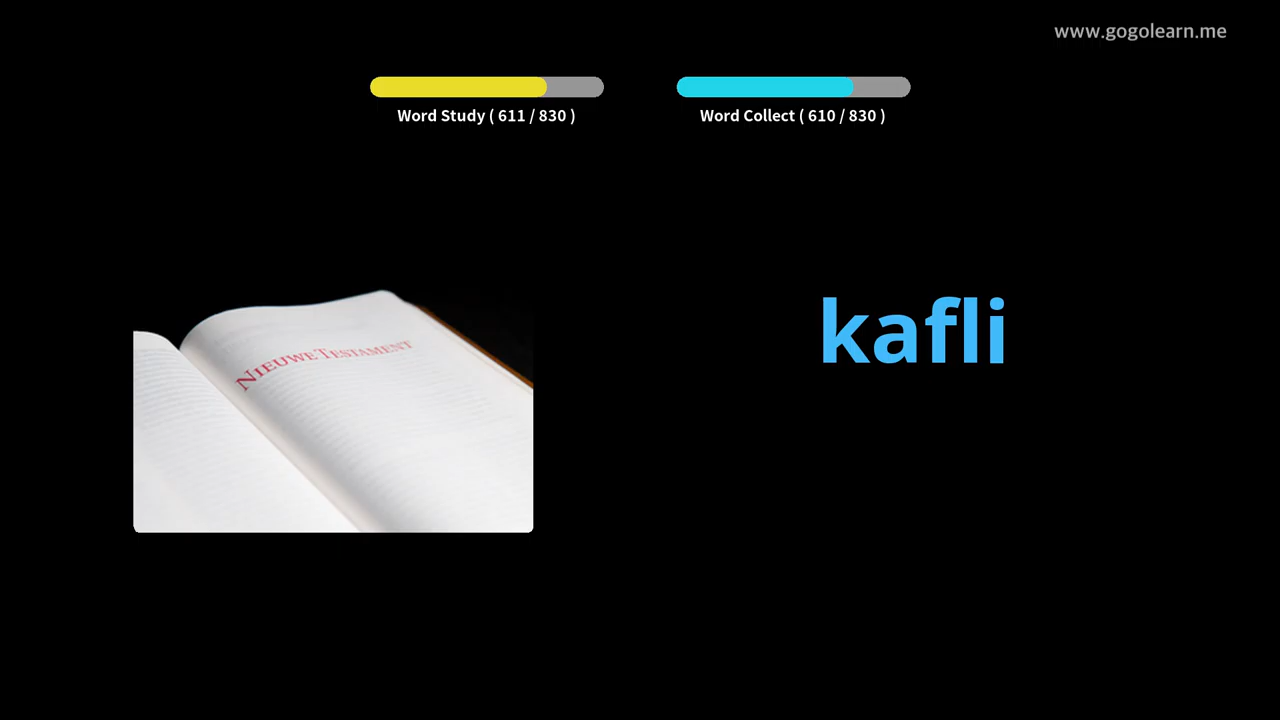 www.gogolearn.me
Word Study ( 611 / 830 )
Word Collect ( 610 / 830 )
NIEUWE TESTAMENT
kafli